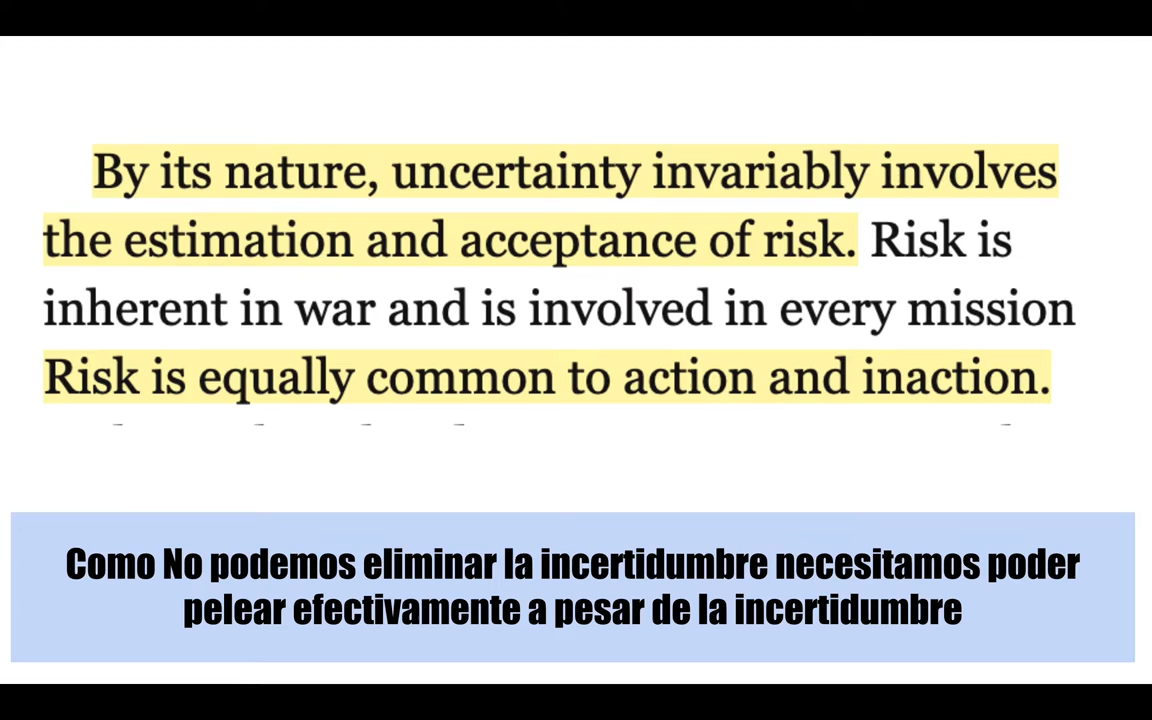 By its nature, uncertainty invariably involves
the estimation and acceptance of risk. Risk is
inherent in war and is involved in every mission
Risk is equally common to action and inaction.
Como No podemos eliminar la incertidumbre necesitamos poder
pelear efectivamente a pesar de la incertidumbre